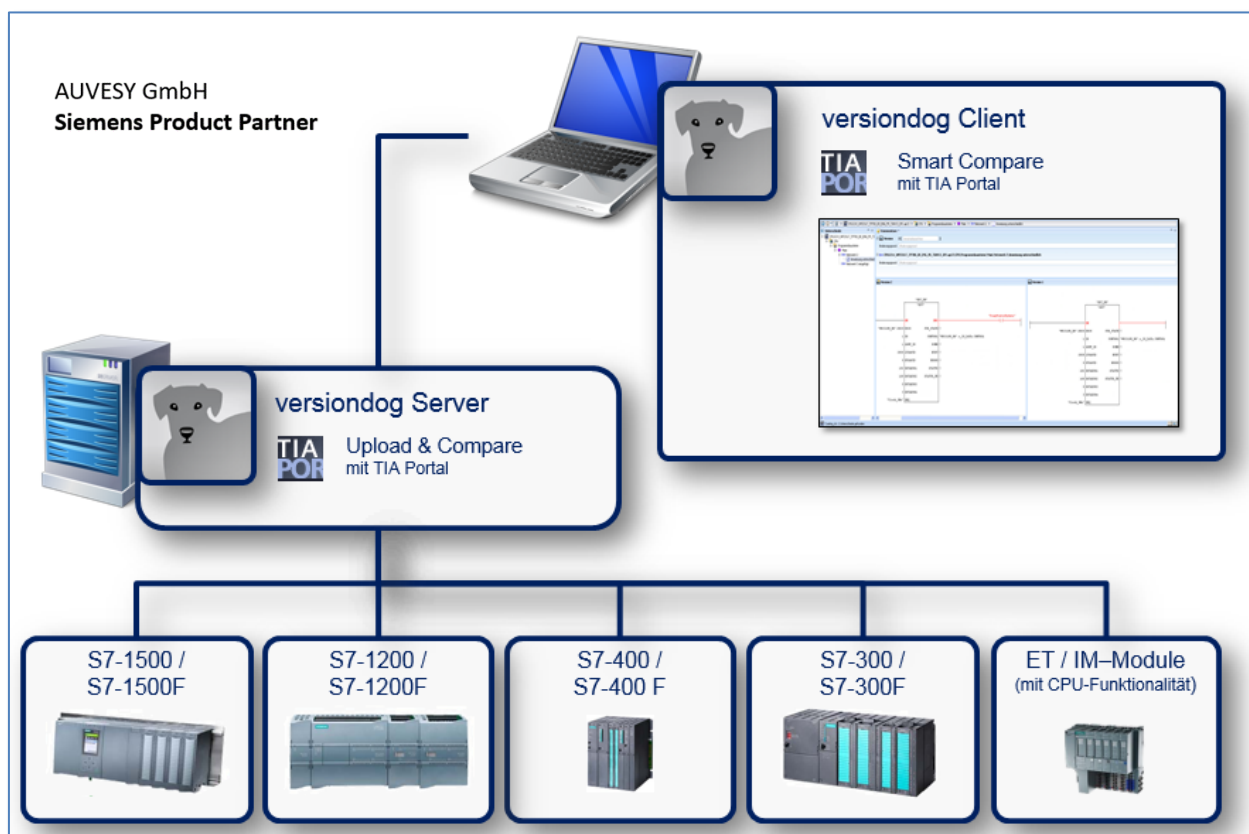 AUVESY GmbH
Siemens Product Partner
versiondog Client
TIA
POR
Smart Compare
mit TIA Portal
versiondog Server
TIA
POR
Upload & Compare
mit TIA Portal
S7-1500 /
S7-1500F
S7-1200 /
S7-1200F
S7-400 /
S7-400 F
S7-300 /
S7-300F
ET / IM–Module
(mit CPU-Funktionalität)